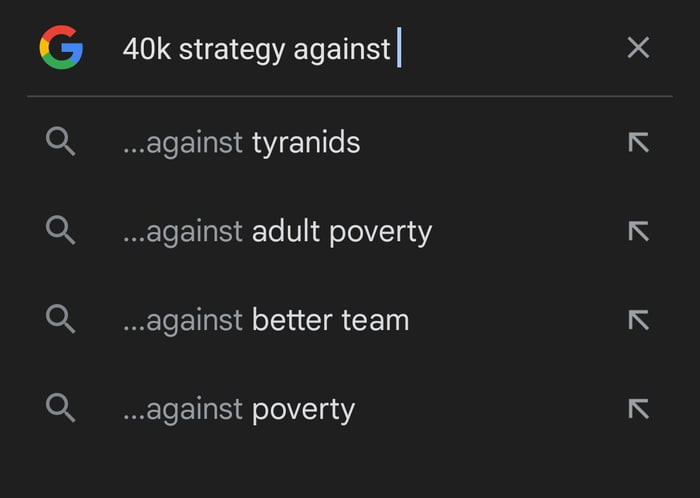 40k strategy against
...against tyranids
...against adult poverty
...against better team
...against poverty